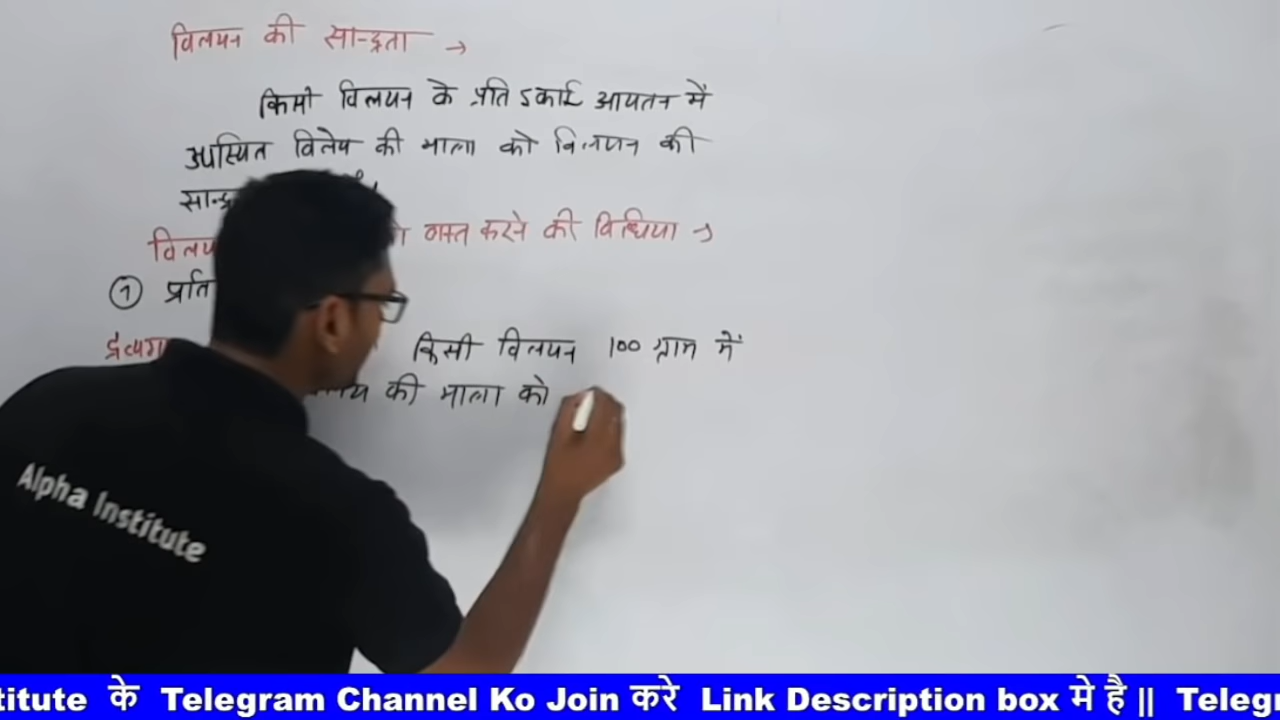 विलयन की सान्द्रता →
किसी विलयन के प्रति इकाई आयतन में
उपस्थित विलेय की मात्रा को विलयन की
सान्द्र
विलय व्यक्त करने की विधिया →
① प्रति
द्रव्यमा किसी विलयन 100 ग्राम में
की मात्रा को
Alpha Institute
titute के Telegram Channel Ko Join करे Link Description box मे है || Telegr